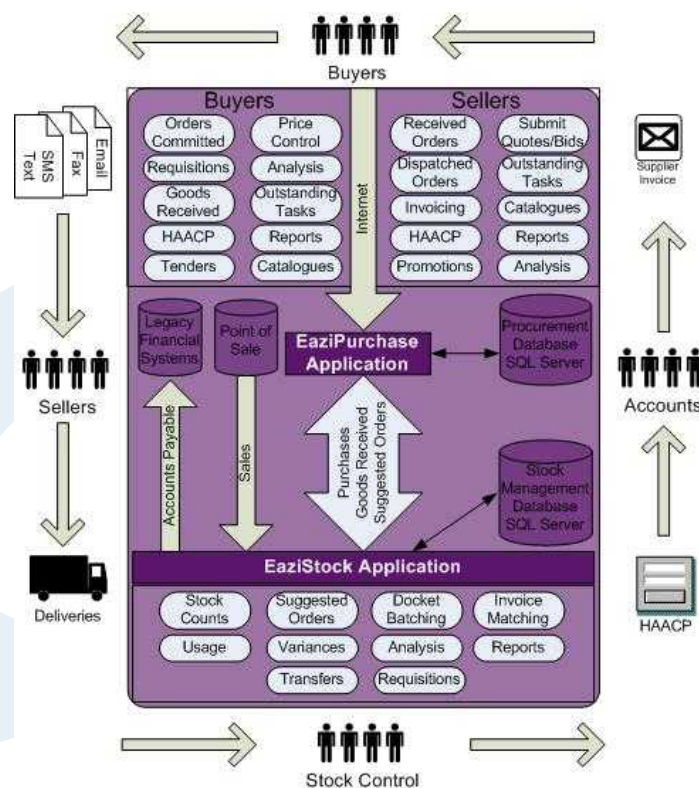 Buyers
Email
Fax
SMS
Text
Buyers
Sellers
Orders
Committed
Price
Control
Requisitions
Analysis
Goods
Received
Outstanding
Tasks
HAACP
Reports
Tenders
Catalogues
Internet
Received
Orders
Submit
Quotes/Bids
Dispatched
Orders
Outstanding
Tasks
Invoicing
Catalogues
HAACP
Reports
Promotions
Analysis
Supplier
Invoice
Legacy
Financial
Systems
Point of
Sale
EaziPurchase
Application
Procurement
Database
SQL Server
Sellers
Accounts
Accounts Payable
Sales
Purchases
Goods Received
Suggested Orders
Stock
Management
Database
SQL Server
EaziStock Application
Deliveries
HAACP
Stock
Counts
Suggested
Orders
Docket
Batching
Invoice
Matching
Usage
Variances
Analysis
Reports
Transfers
Requisitions
Stock Control